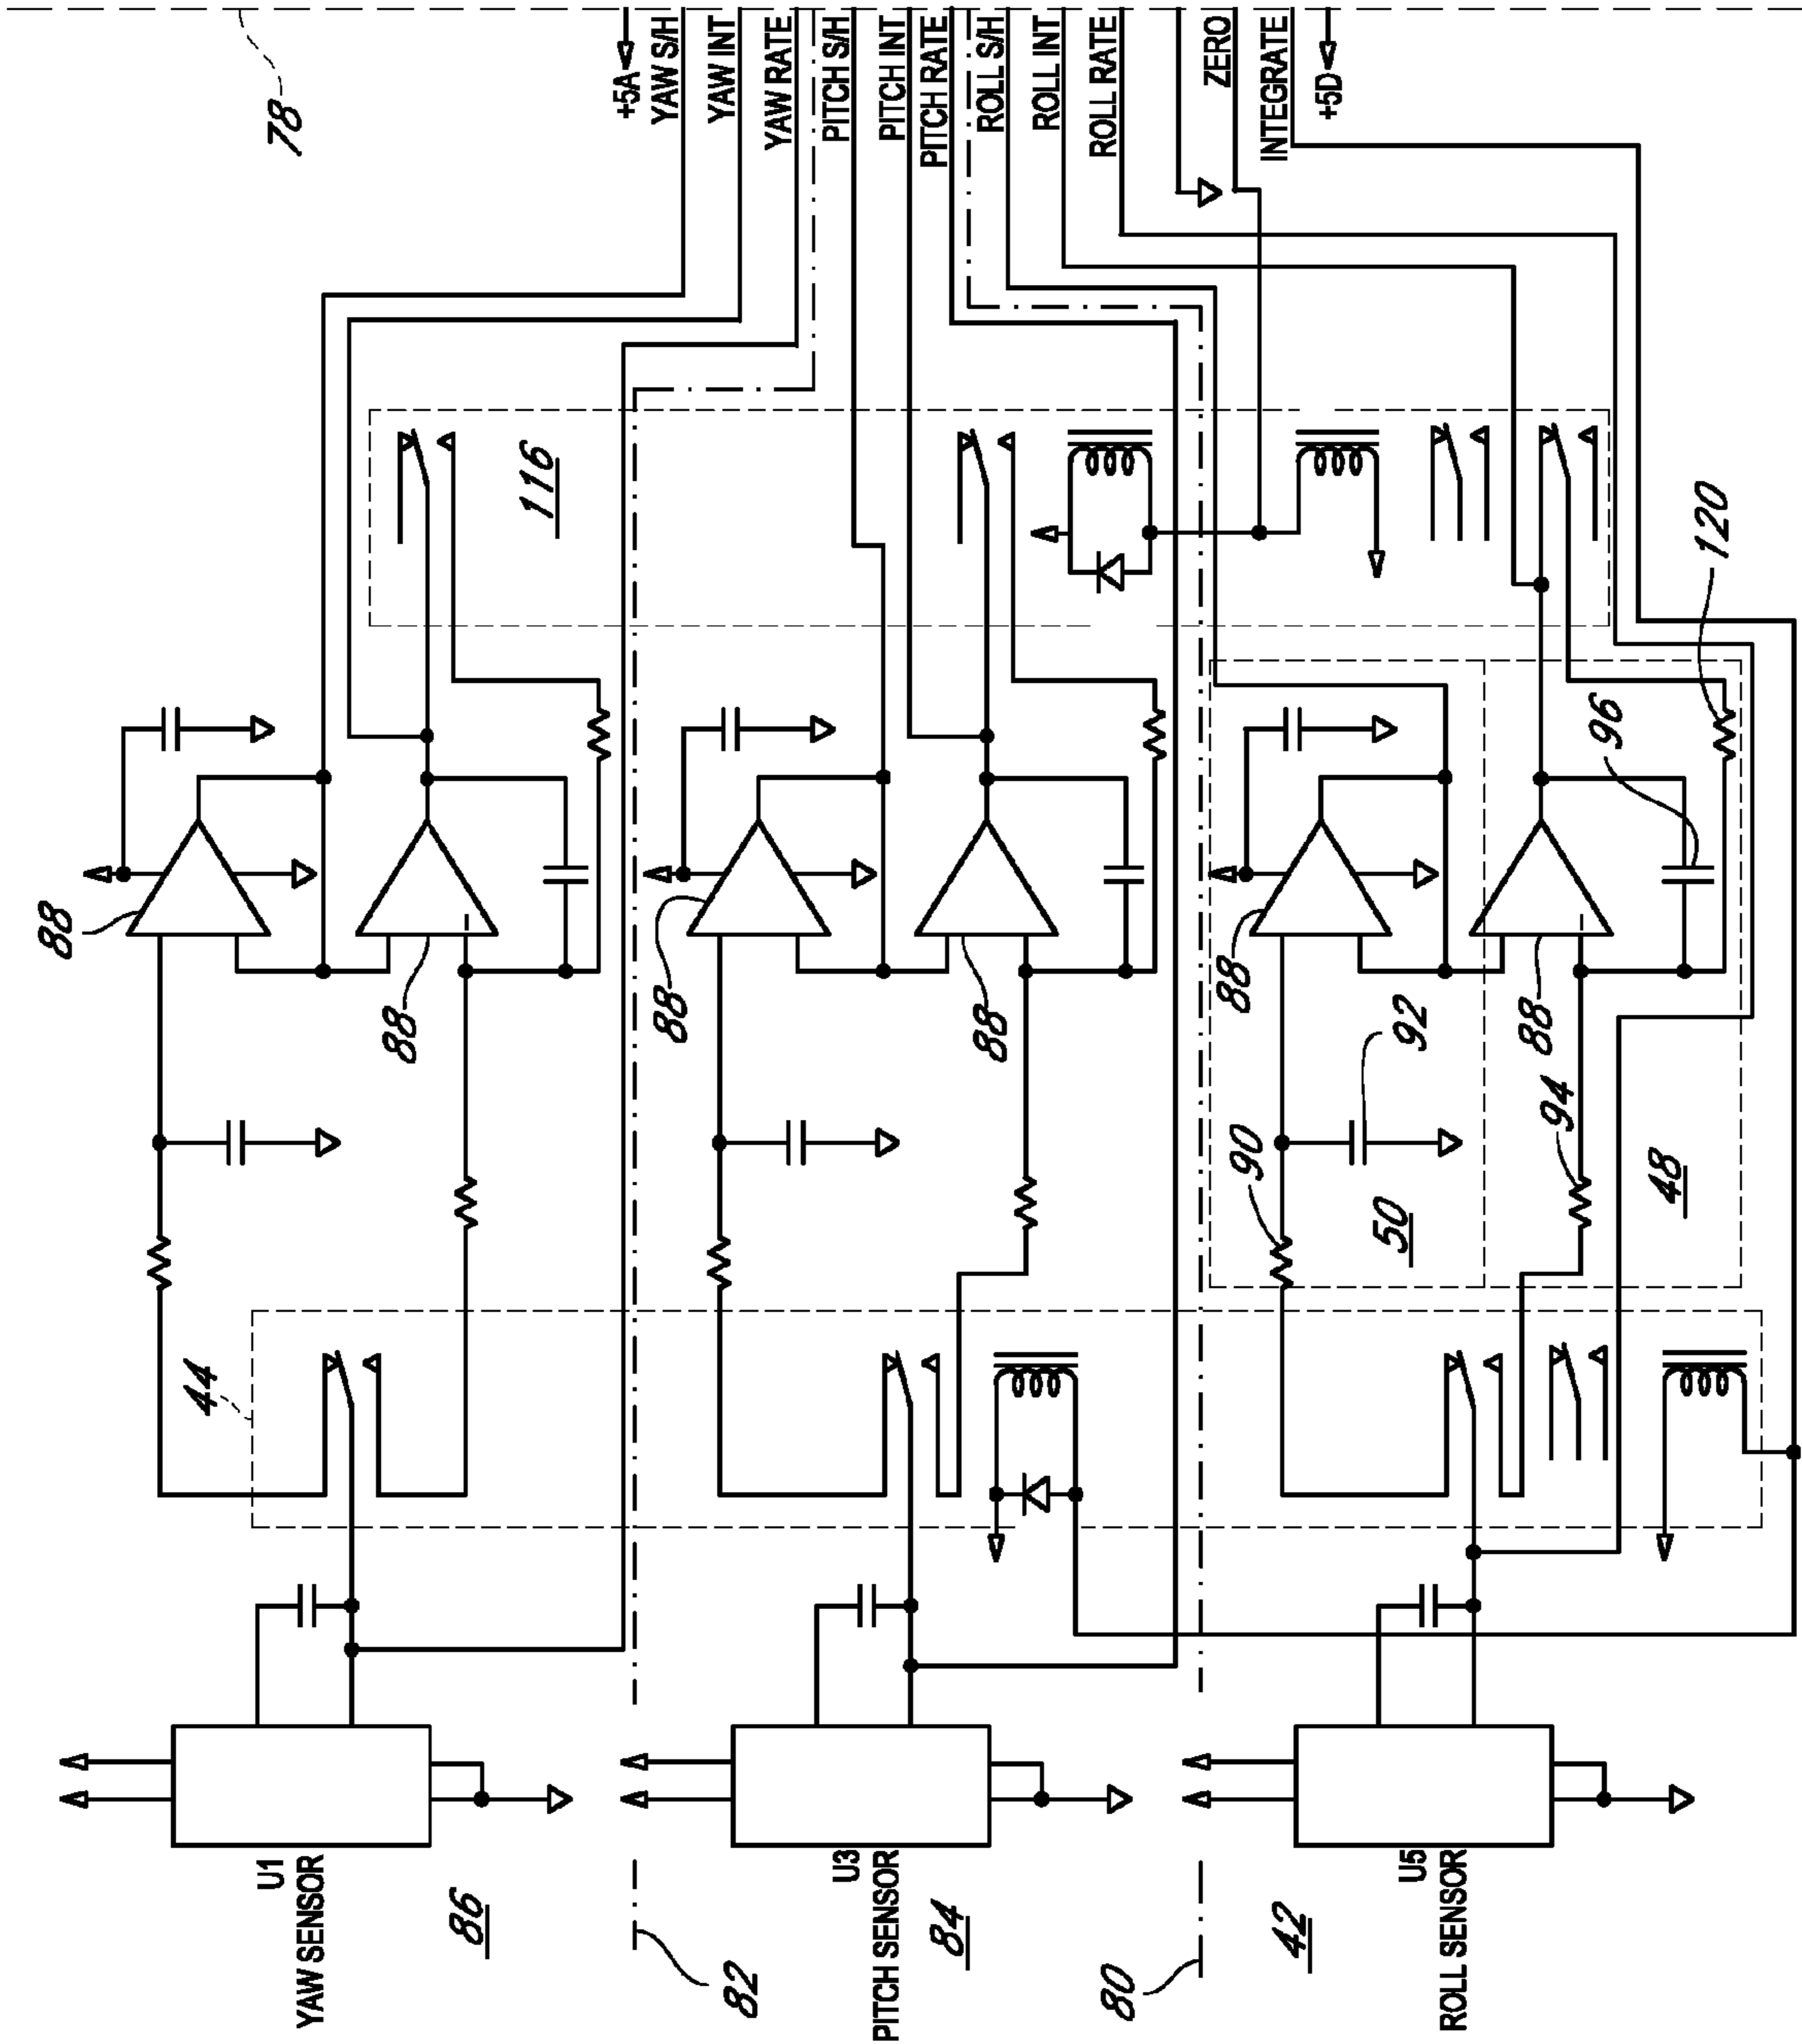 78
+5A
YAW S/H
YAW INT
YAW RATE
PITCH S/H
PITCH INT
PITCH RATE
ROLL S/H
ROLL INT
ROLL RATE
ZERO
INTEGRATE
+5D
116
120
96
88
88
88
88
88
88
92
90
94
50
48
44
U1
YAW SENSOR
86
82
U3
PITCH SENSOR
84
80
42
U5
ROLL SENSOR